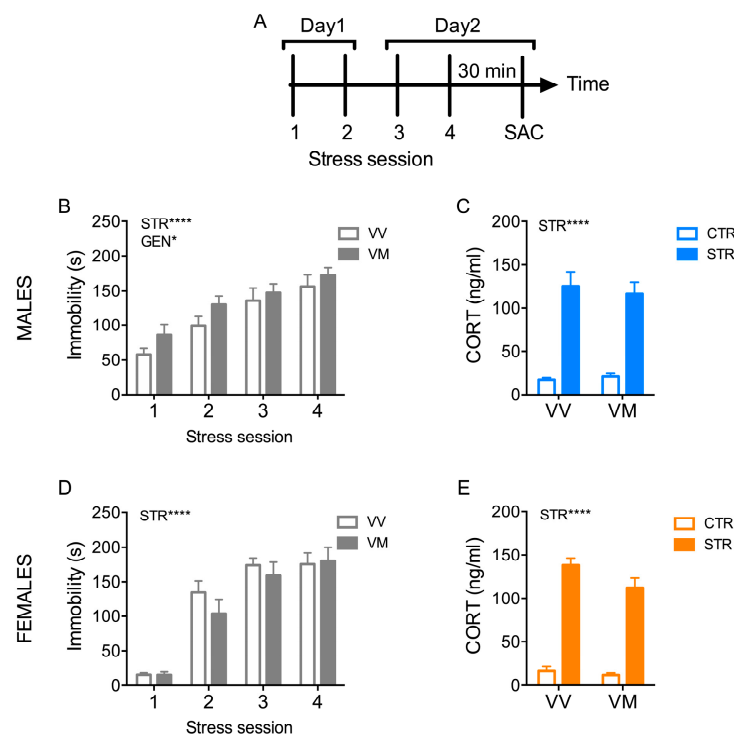 A
Day1 Day2
30 min
Time
1 2 3 4 SAC
Stress session
MALES
B
STR****
GEN*
VV
VM
Immobility (s)
250
200
150
100
50
0
1 2 3 4
Stress session
C
STR****
CTR
STR
CORT (ng/ml)
200
150
100
50
0
VV VM
FEMALES
D
STR****
VV
VM
Immobility (s)
250
200
150
100
50
0
1 2 3 4
Stress session
E
STR****
CTR
STR
CORT (ng/ml)
200
150
100
50
0
VV VM